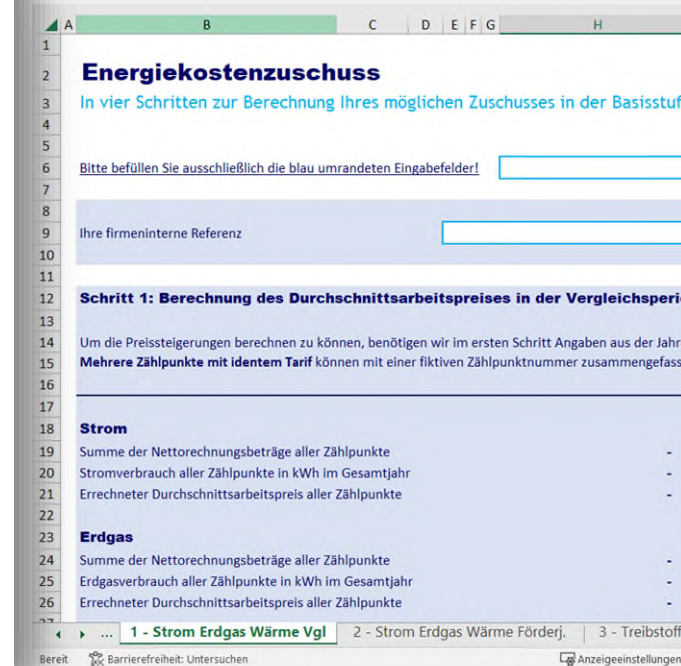 A B C D E F G H
1
2 Energiekostenzuschuss
3 In vier Schritten zur Berechnung Ihres möglichen Zuschusses in der Basisstuf
4
5
6 Bitte befüllen Sie ausschließlich die blau umrandeten Eingabefelder!
7
8
9 Ihre firmeninterne Referenz
10
11
12 Schritt 1: Berechnung des Durchschnittsarbeitspreises in der Vergleichsperi
13
14 Um die Preissteigerungen berechnen zu können, benötigen wir im ersten Schritt Angaben aus der Jahr
15 Mehrere Zählpunkte mit identem Tarif können mit einer fiktiven Zählpunktnummer zusammengefass
16
17
18 Strom
19 Summe der Nettorechnungsbeträge aller Zählpunkte -
20 Stromverbrauch aller Zählpunkte in kWh im Gesamtjahr -
21 Errechneter Durchschnittsarbeitspreis aller Zählpunkte -
22
23 Erdgas
24 Summe der Nettorechnungsbeträge aller Zählpunkte -
25 Erdgasverbrauch aller Zählpunkte in kWh im Gesamtjahr -
26 Errechneter Durchschnittsarbeitspreis aller Zählpunkte -
27
... 1 - Strom Erdgas Wärme Vgl 2 - Strom Erdgas Wärme Förderj. 3 - Treibstoff
Bereit Barrierefreiheit: Untersuchen Anzeigeeinstellungen